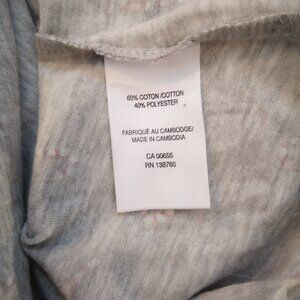 60% COTON/COTTON
40% POLYESTER
FABRIQUÉ AU CAMBODGE/
MADE IN CAMBODIA
CA 00655
RN 138760